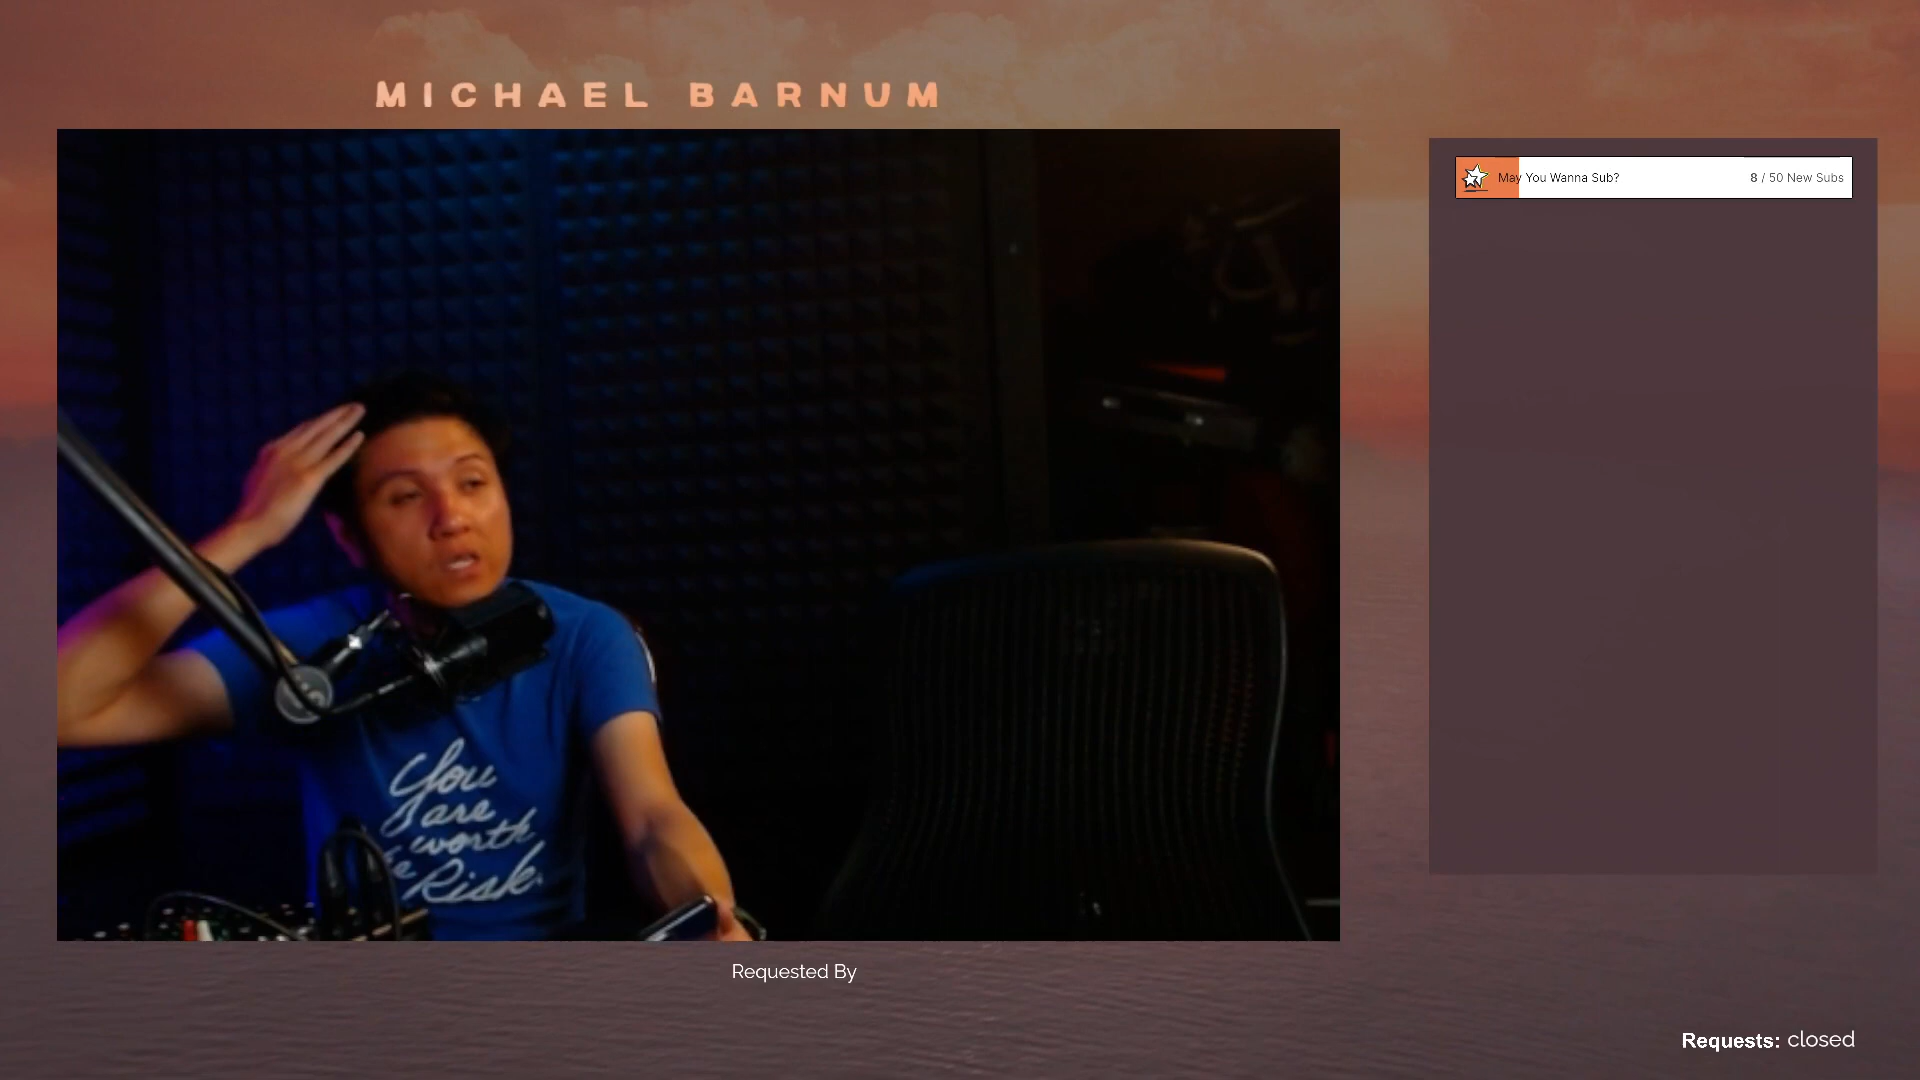 MICHAEL BARNUM
May You Wanna Sub?
8 / 50 New Subs
You
are
worth
Risk.
Requested By
Requests: closed